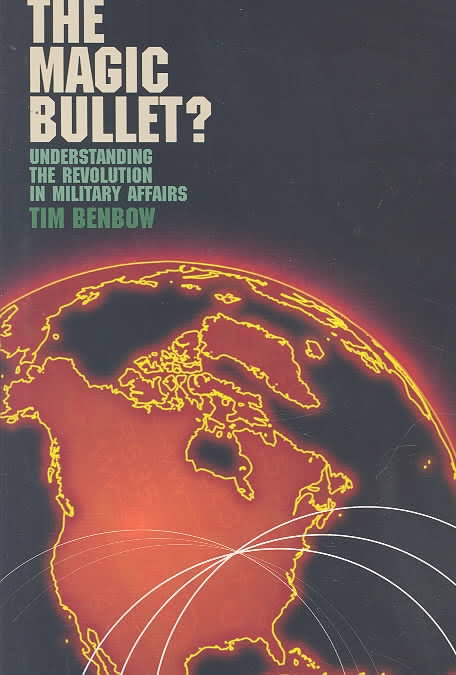 THE
MAGIC
BULLET?
UNDERSTANDING
THE REVOLUTION
IN MILITARY AFFAIRS
TIM BENBOW